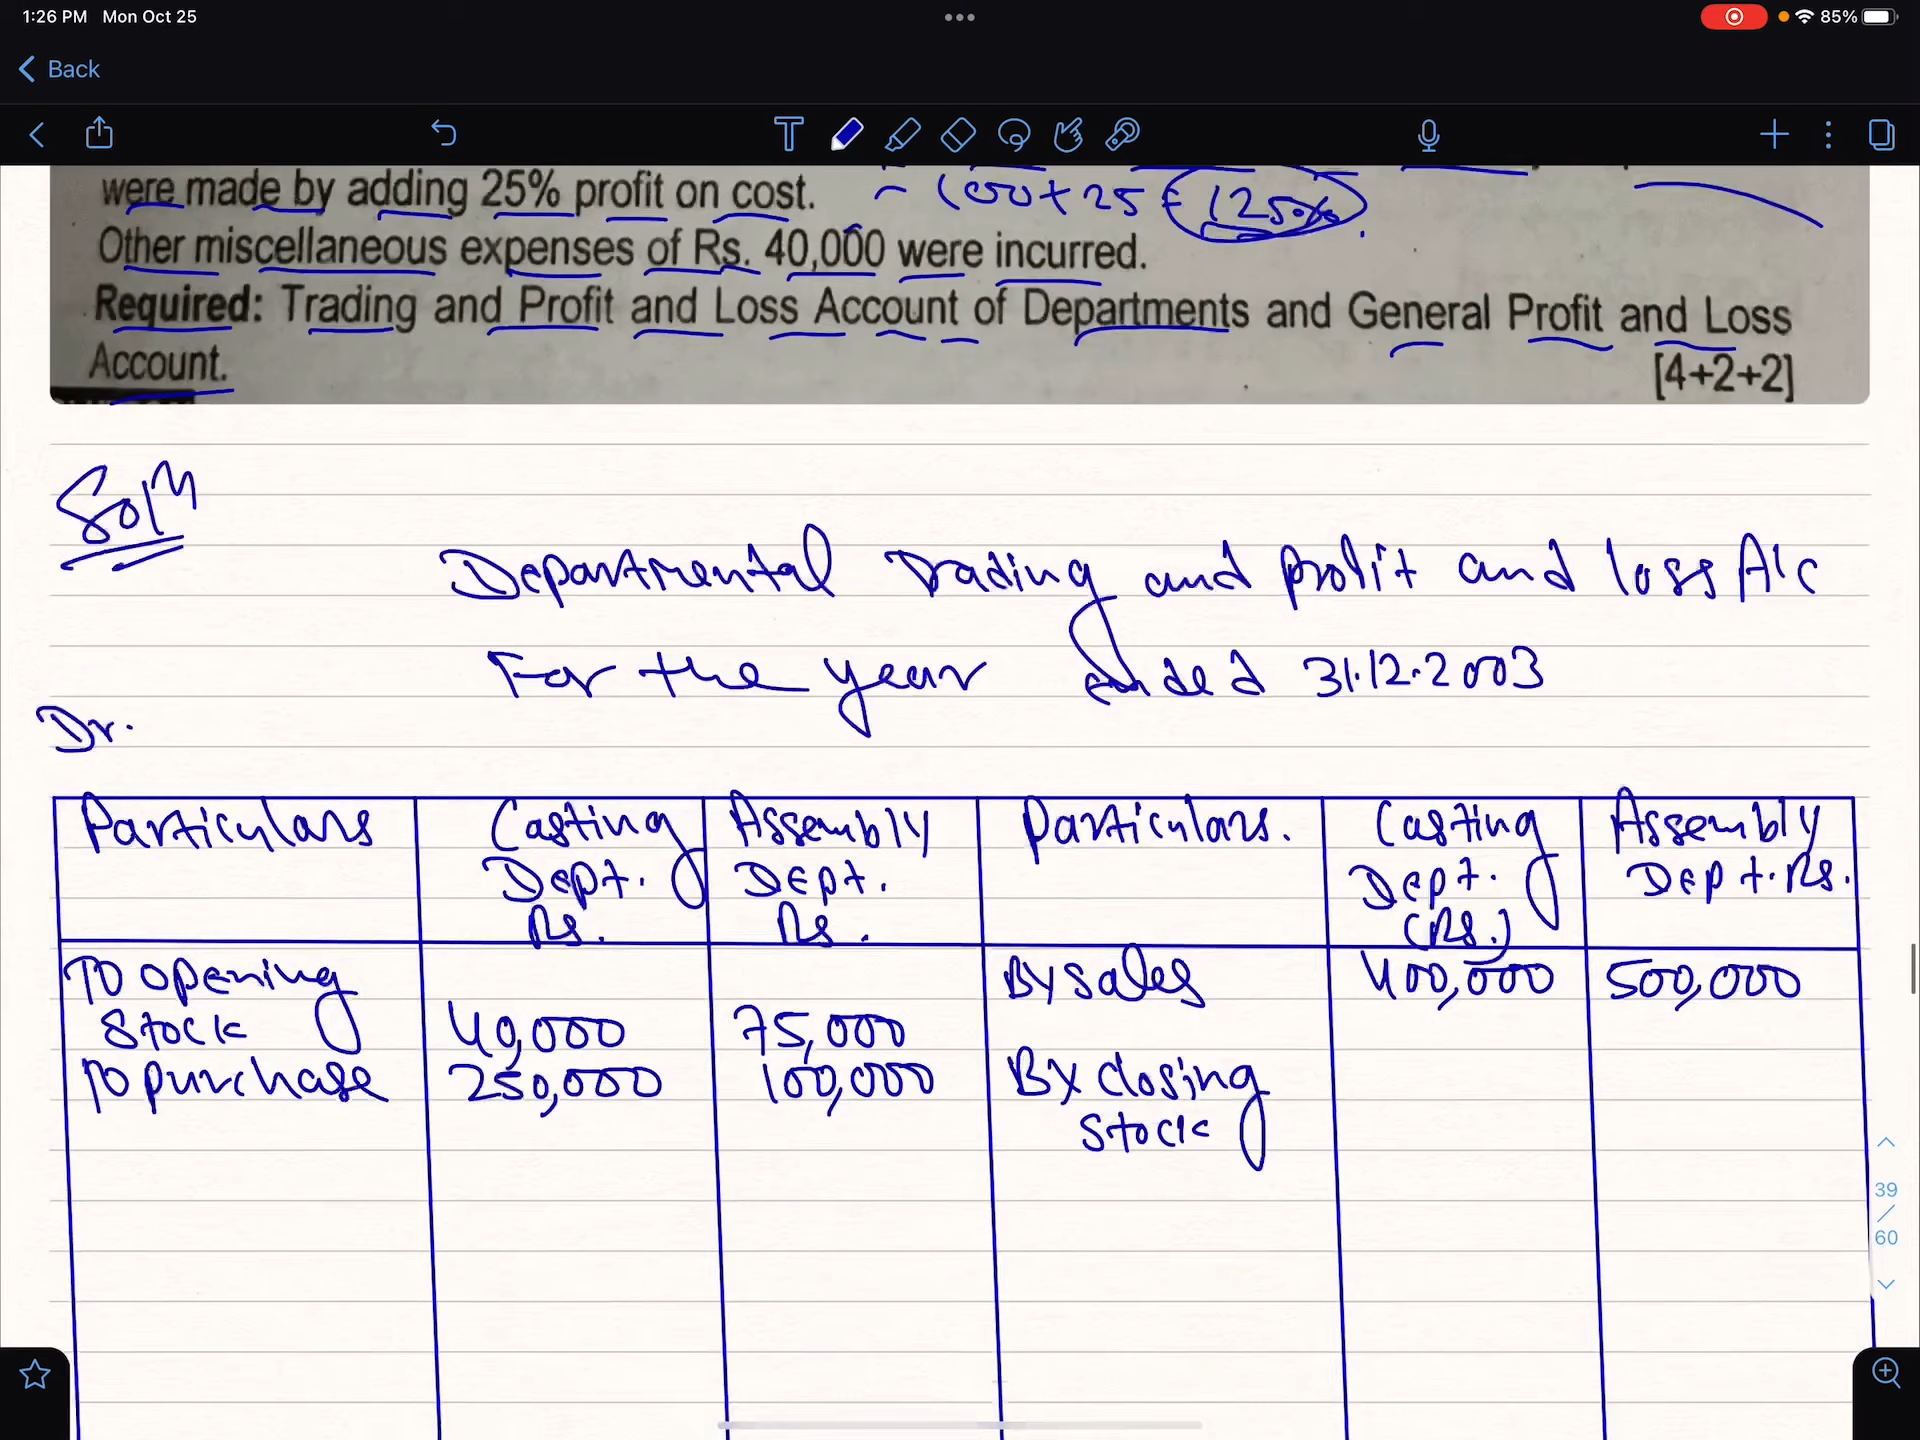 1:26 PM Mon Oct 25
85%
Back
were made by adding 25% profit on cost. 100+25 = 125%
Other miscellaneous expenses of Rs. 40,000 were incurred.
Required: Trading and Profit and Loss Account of Departments and General Profit and Loss
Account.
[4+2+2]
Soln
Departmental Trading and profit and loss A/c
For the year ended 31.12.2003
Dr.
Particulars Casting Dept. Rs. Assembly Dept. Rs. Particulars. Casting Dept. (Rs.) Assembly Dept. Rs.
To opening By sales 400,000 500,000
Stock 40,000 75,000
To purchase 250,000 100,000 By closing
Stock
39
/
60